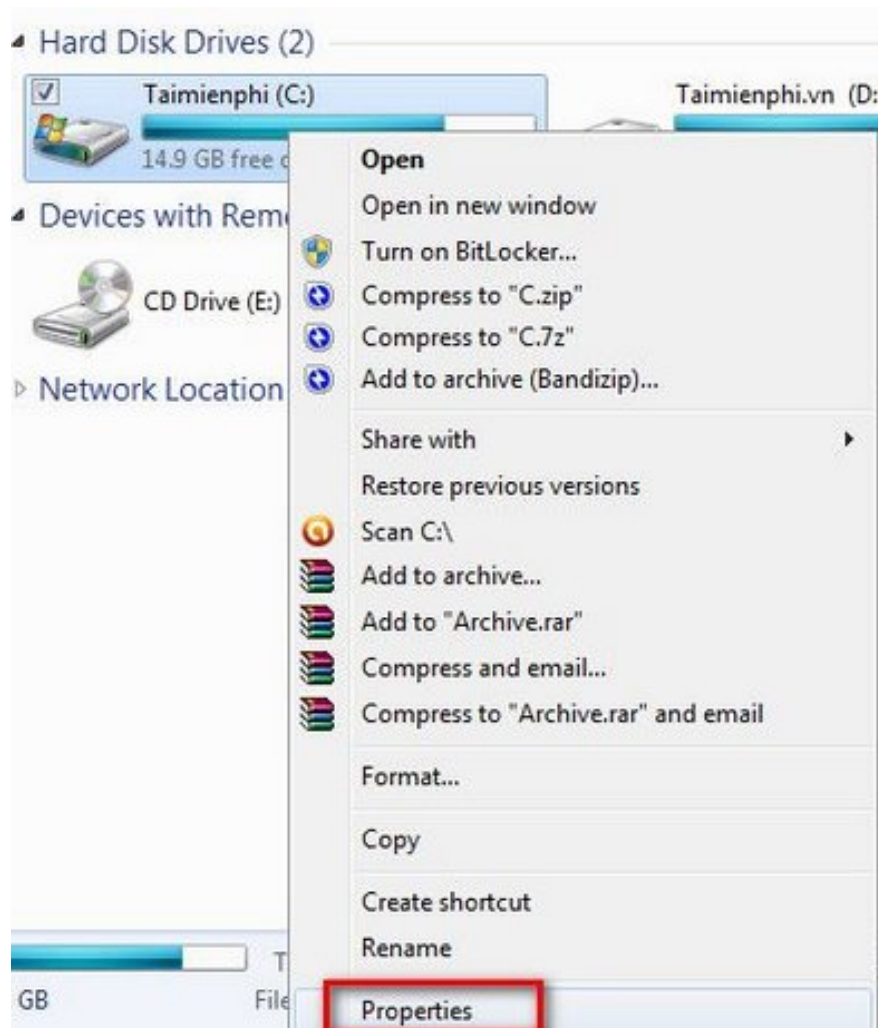 Hard Disk Drives (2)
Taimienphi (C:)
Taimienphi.vn (D:
14.9 GB free
Open
Open in new window
Devices with
Turn on BitLocker...
Compress to "C.zip"
CD Drive (E:)
Compress to "C.7z"
Add to archive (Bandizip)...
Network Location
Share with
Restore previous versions
Scan C:\
Add to archive...
Add to "Archive.rar"
Compress and email...
Compress to "Archive.rar" and email
Format...
Copy
Create shortcut
Rename
GB
File
Properties